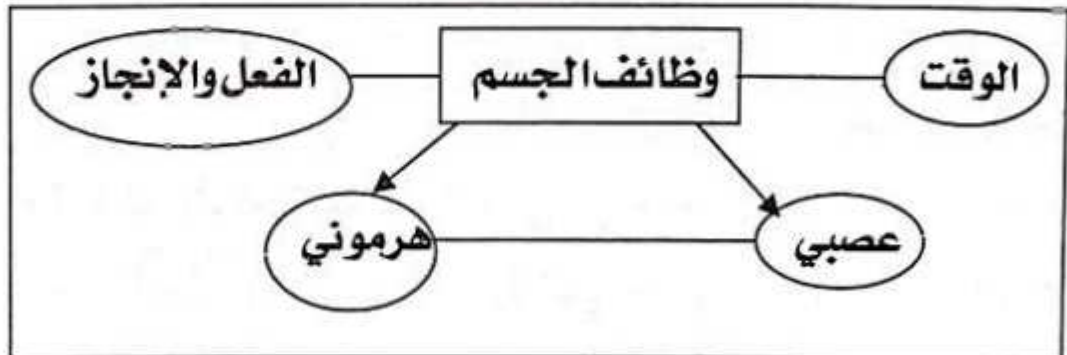 الوقت
وظائف الجسم
الفعل والإنجاز
عصبي
هرموني